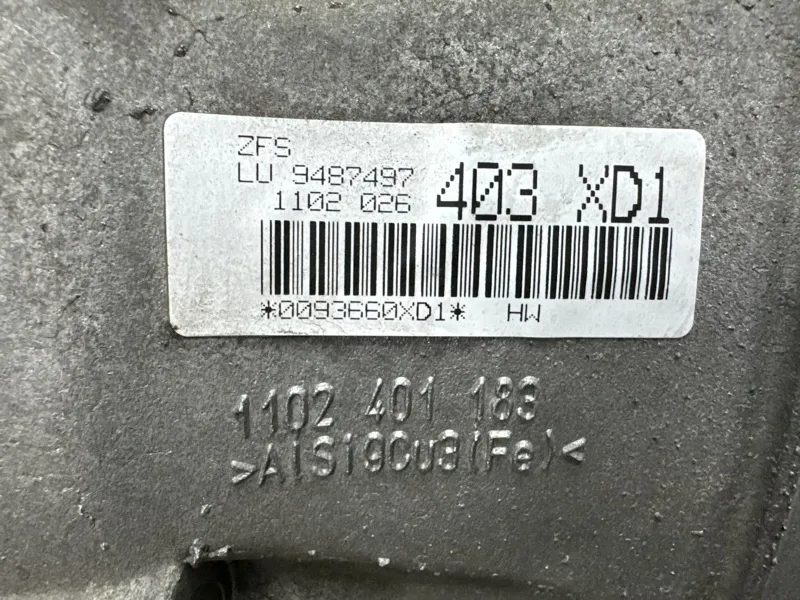 ZFS
LU 9487497
1102 026
403 XD1
*0093660XD1* HW
1102 401 183
>AlSi9Cu3(Fe)<